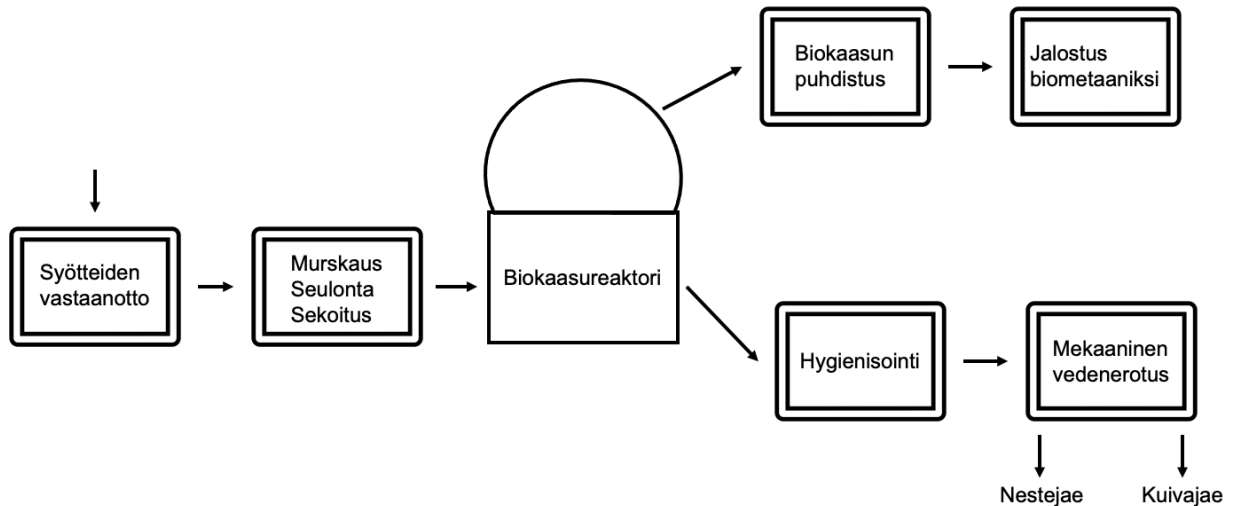 Syötteiden
vastaanotto
Murskaus
Seulonta
Sekoitus
Biokaasureaktori
Biokaasun
puhdistus
Jalostus
biometaaniksi
Hygienisointi
Mekaaninen
vedenerotus
Nestejae
Kuivajae